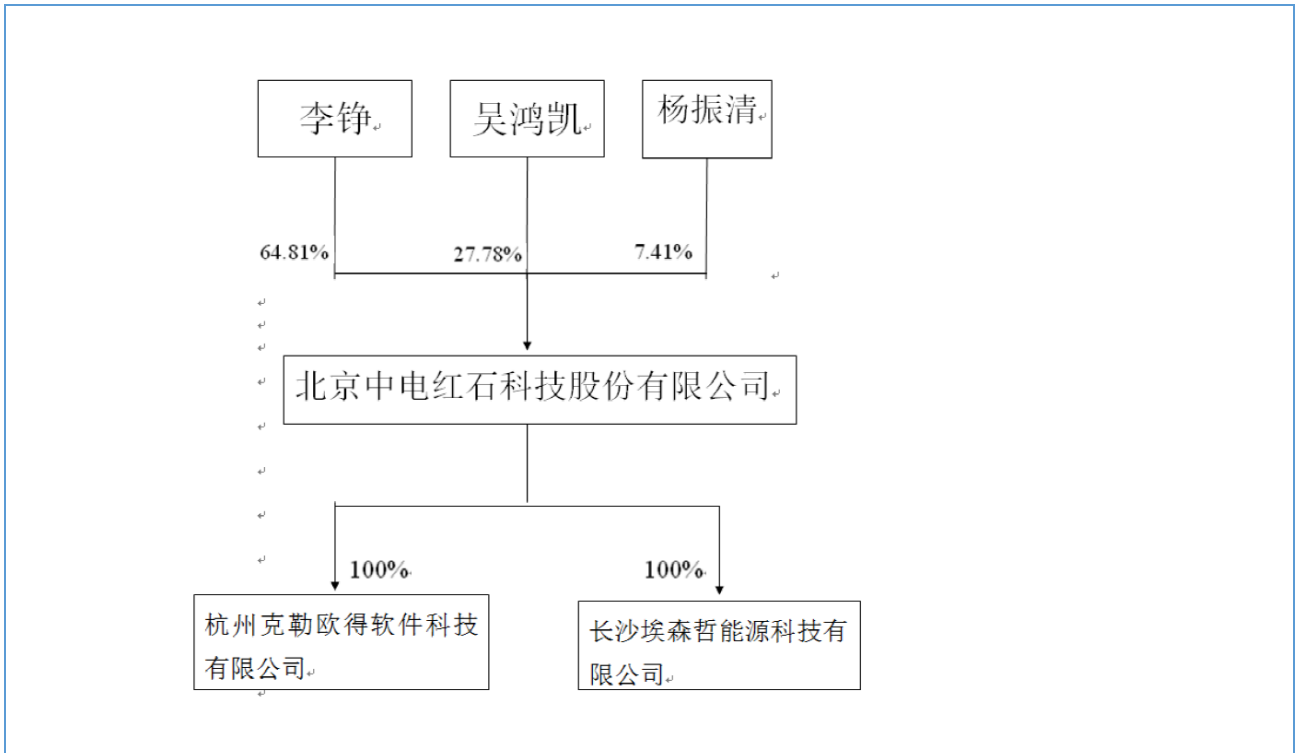 李铮
吴鸿凯
杨振清
64.81%
27.78%
7.41%
北京中电红石科技股份有限公司
100%
100%
杭州克勒欧得软件科技
有限公司
长沙埃森哲能源科技有
限公司